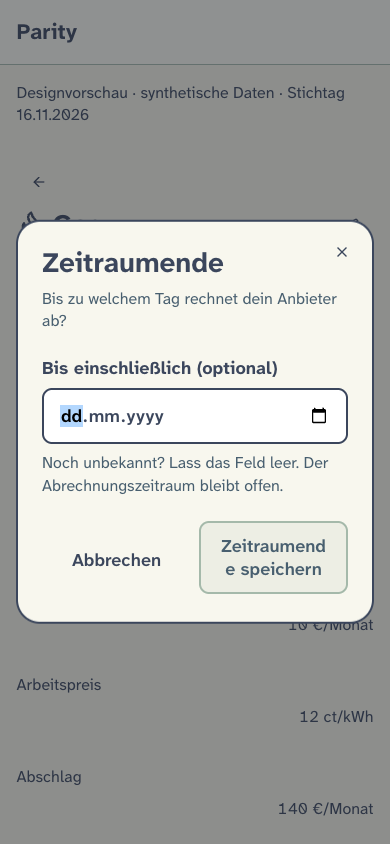 Parity
Designvorschau · synthetische Daten · Stichtag
16.11.2026
←
Zeitraumende
×
Bis zu welchem Tag rechnet dein Anbieter
ab?
Bis einschließlich (optional)
dd.mm.yyyy
Noch unbekannt? Lass das Feld leer. Der
Abrechnungszeitraum bleibt offen.
Abbrechen
Zeitraumend
e speichern
10 €/Monat
Arbeitspreis
12 ct/kWh
Abschlag
140 €/Monat